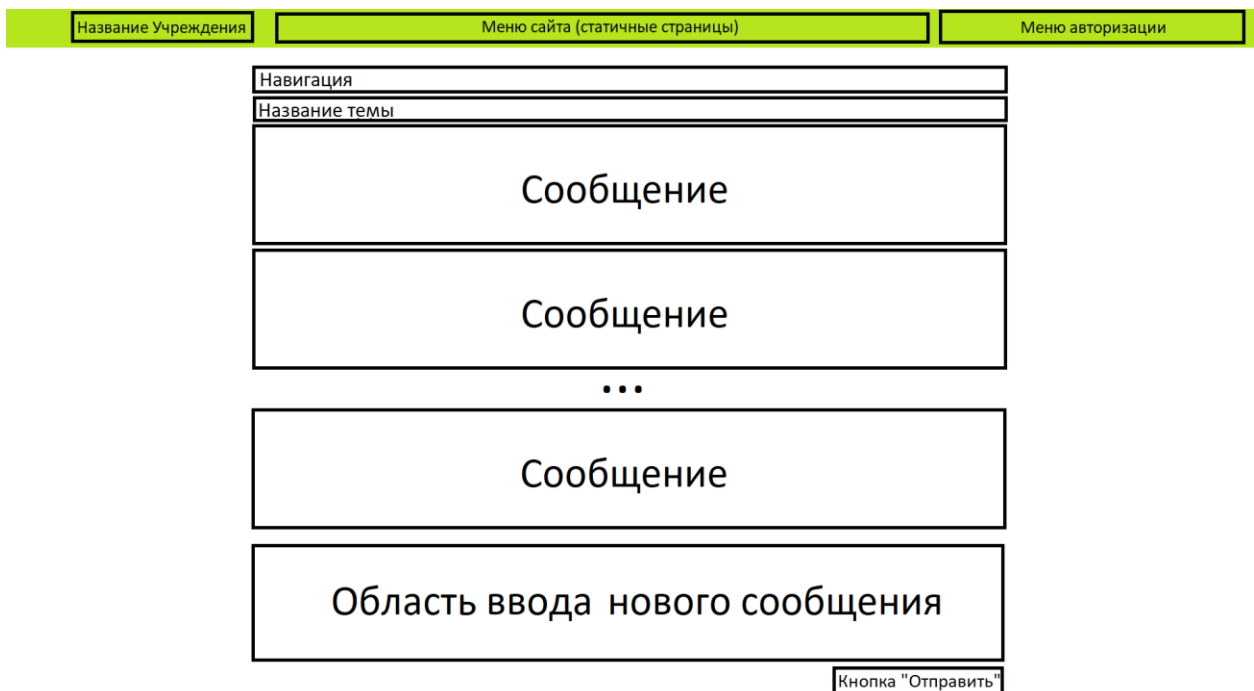 Название Учреждения
Меню сайта (статичные страницы)
Меню авторизации
Навигация
Название темы
Сообщение
Сообщение
...
Сообщение
Область ввода нового сообщения
Кнопка "Отправить"